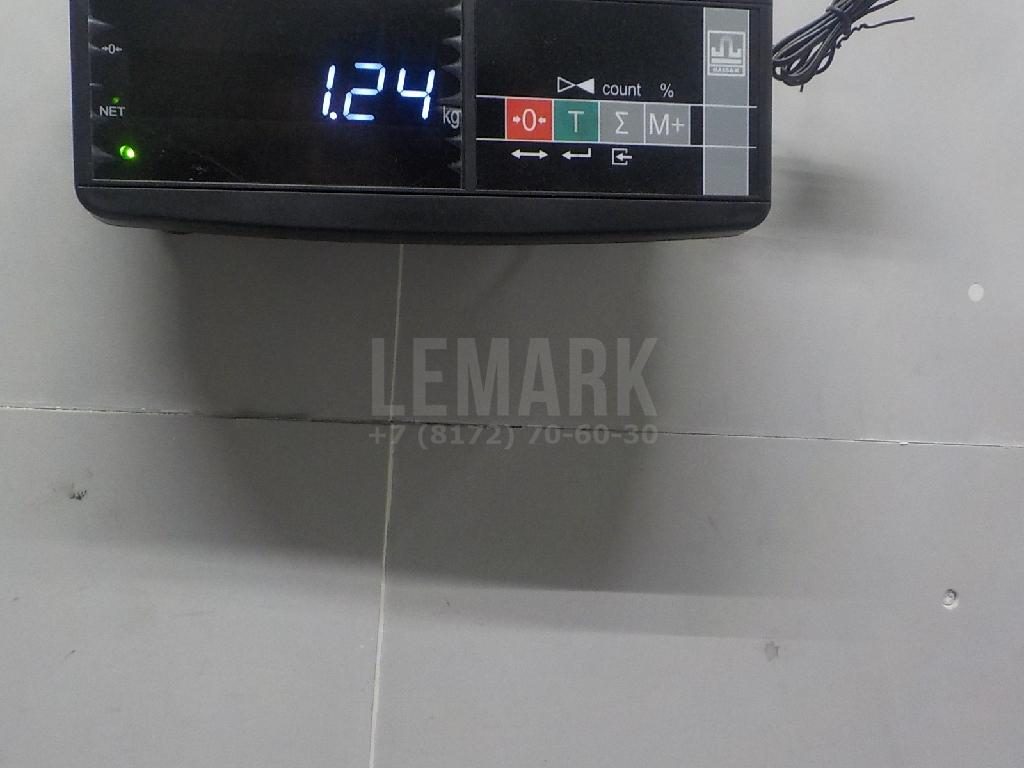 →0←
1.24
kg
NET
count %
→0← T Σ M+
LEMARK
+7 (8172) 70-60-30